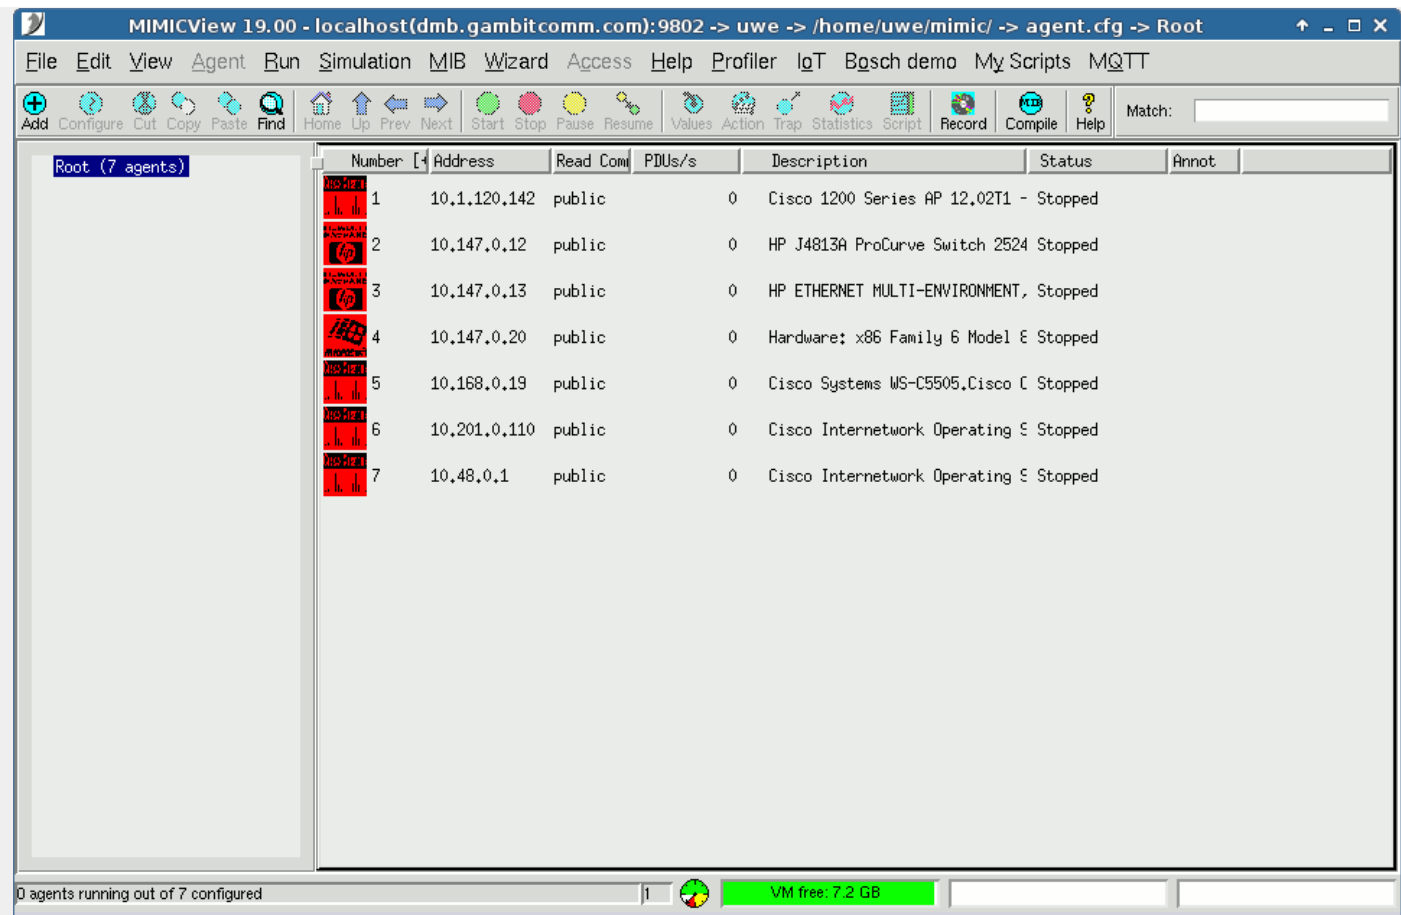 MIMICView 19.00 - localhost(dmb.gambitcomm.com):9802 -> uwe -> /home/uwe/mimic/ -> agent.cfg -> Root
File Edit View Agent Run Simulation MIB Wizard Access Help Profiler IoT Bosch demo My Scripts MQTT
Add Configure Cut Copy Paste Find Home Up Prev Next Start Stop Pause Resume Values Action Trap Statistics Script Record Compile Help Match:
Root (7 agents)
Number [+ Address Read Com PDUs/s Description Status Annot
1 10.1.120.142 public 0 Cisco 1200 Series AP 12.02T1 - Stopped
2 10.147.0.12 public 0 HP J4813A ProCurve Switch 2524 Stopped
3 10.147.0.13 public 0 HP ETHERNET MULTI-ENVIRONMENT, Stopped
4 10.147.0.20 public 0 Hardware: x86 Family 6 Model Stopped
5 10.168.0.19 public 0 Cisco Systems WS-C5505.Cisco Stopped
6 10.201.0.110 public 0 Cisco Internetwork Operating S Stopped
7 10.48.0.1 public 0 Cisco Internetwork Operating S Stopped
0 agents running out of 7 configured 1 VM free: 7.2 GB